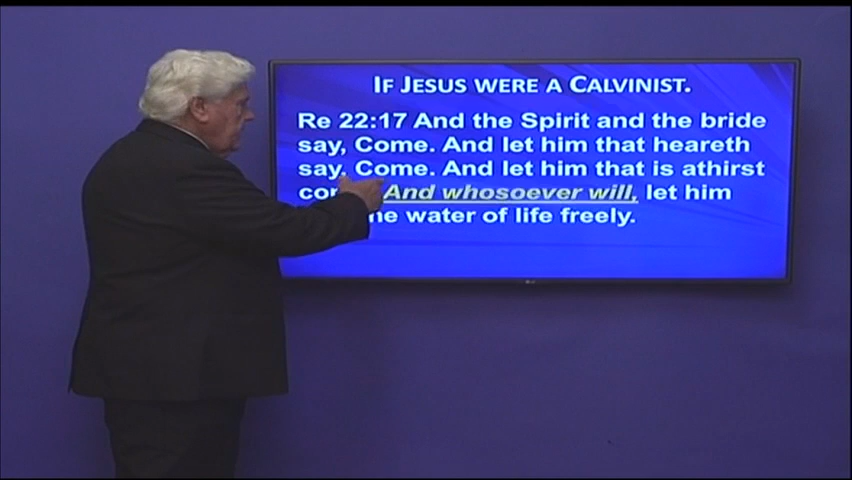 IF JESUS WERE A CALVINIST.
Re 22:17 And the Spirit and the bride
say, Come. And let him that heareth
say, Come. And let him that is athirst
And whosoever will, let him
water of life freely.